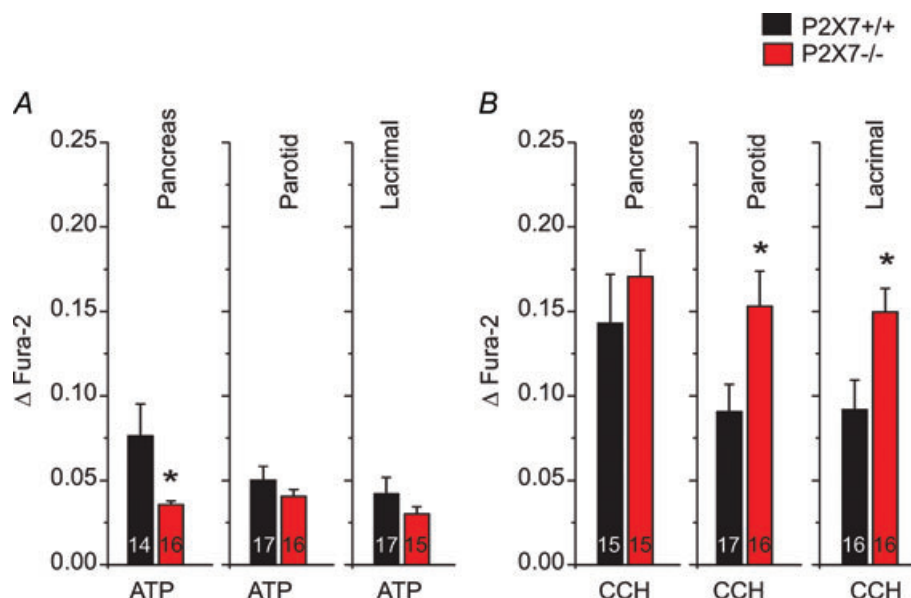 P2X7+/+
P2X7-/-
A
Pancreas
Parotid
Lacrimal
Δ Fura-2
0.25
0.20
0.15
0.10
0.05
0.00
*
14
16
17
16
17
15
ATP
ATP
ATP
B
Pancreas
Parotid
Lacrimal
Δ Fura-2
0.25
0.20
0.15
0.10
0.05
0.00
*
*
15
15
17
16
16
16
CCH
CCH
CCH